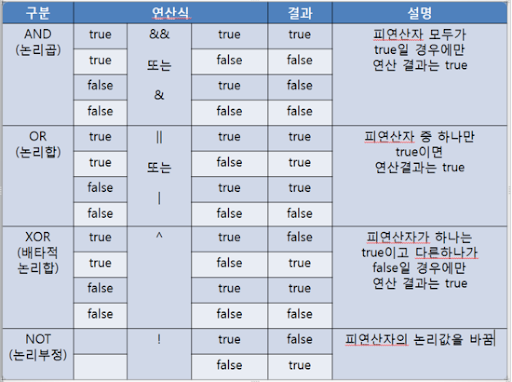 구분 연산식 결과 설명
AND
(논리곱)
true && true true
true 또는 false false
false & true false
false false false
피연산자 모두가
true일 경우에만
연산 결과는 true
OR
(논리합)
true || true true
true 또는 false true
false | true true
false false false
피연산자 중 하나만
true이면
연산결과는 true
XOR
(배타적
논리합)
true ^ true false
true false true
false true true
false false false
피연산자가 하나는
true이고 다른하나가
false일 경우에만
연산 결과는 true
NOT
(논리부정)
! true false
false true
피연산자의 논리값을 바꿈